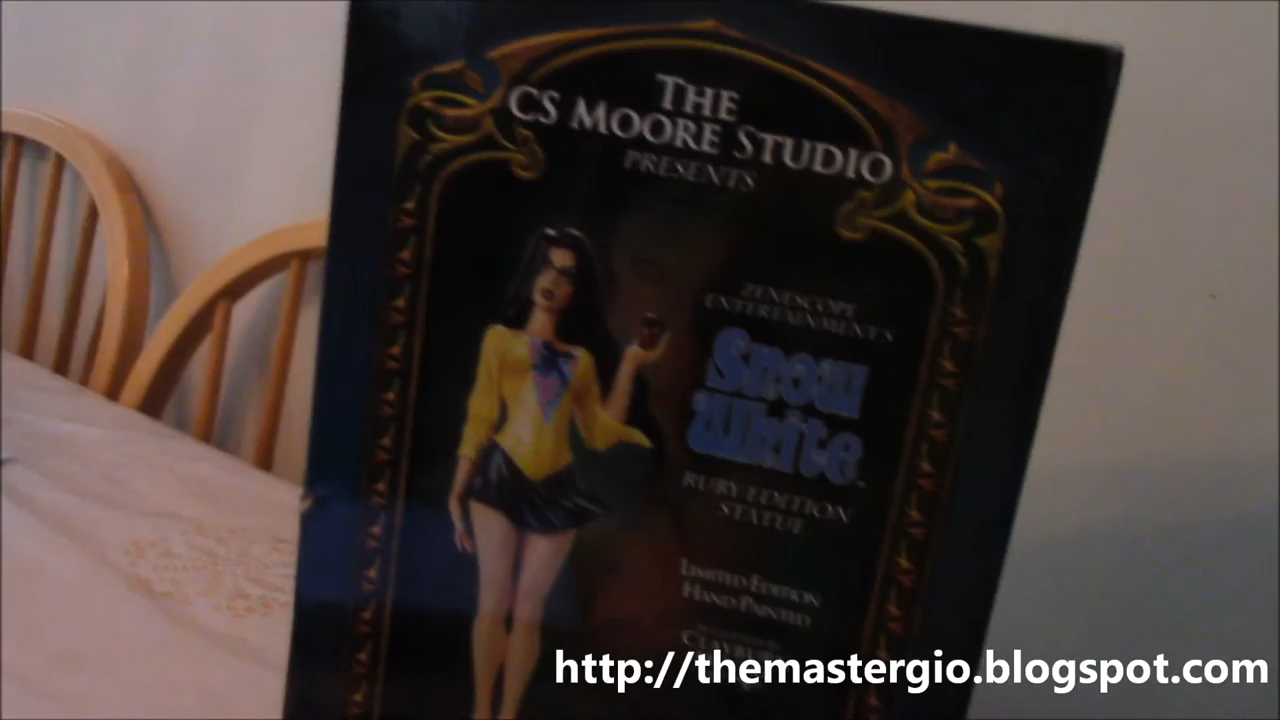 THE
CS MOORE STUDIO
PRESENTS
ZENESCOPE
ENTERTAINMENT'S
Snow
White
RUBY EDITION
STATUE
LIMITED EDITION
HAND PAINTED
http://themastergio.blogspot.com